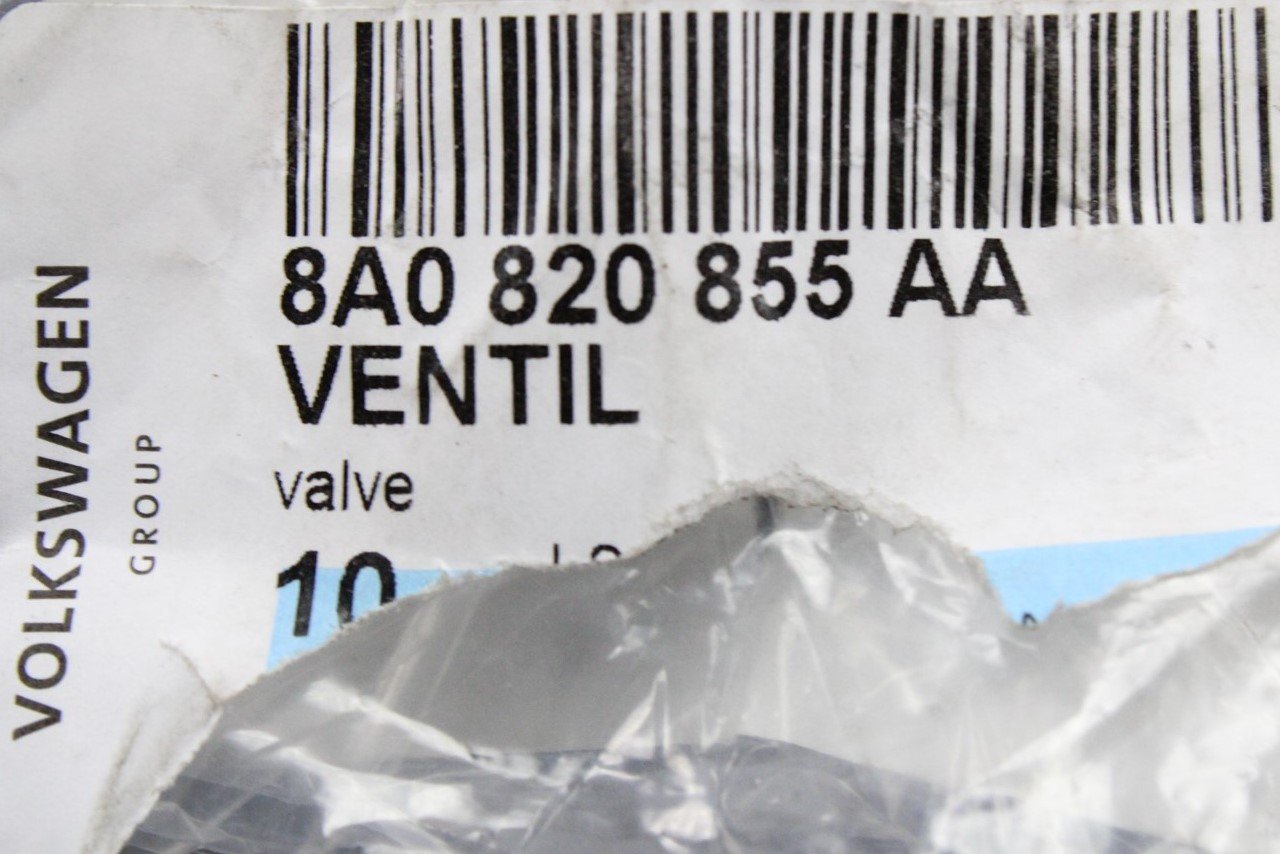 8A0 820 855 AA
VENTIL
valve
10
VOLKSWAGEN
GROUP